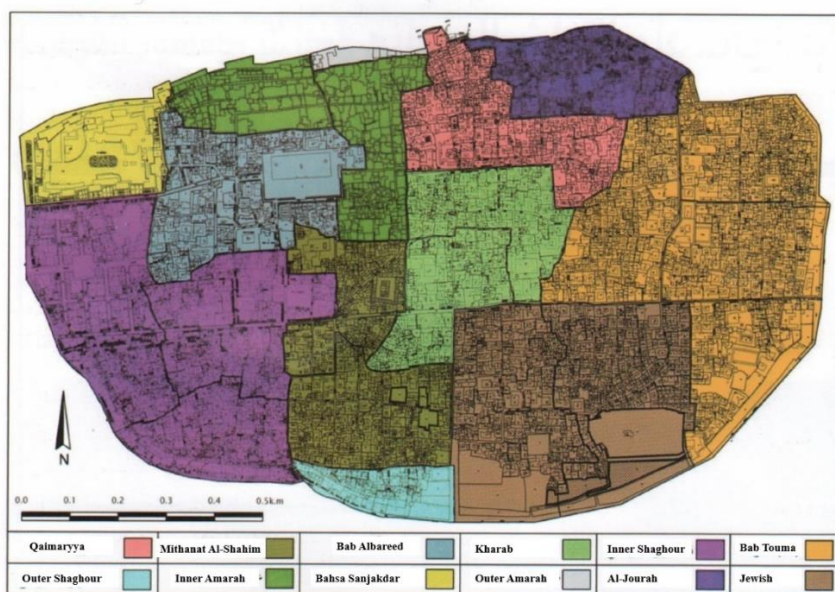 N
0.0 0.1 0.2 0.3 0.4 0.5k.m
Qaimaryya Mithanat Al-Shahim Bab Albareed Kharab Inner Shaghour Bab Touma
Outer Shaghour Inner Amarah Bahsa Sanjakdar Outer Amarah Al-Jourah Jewish